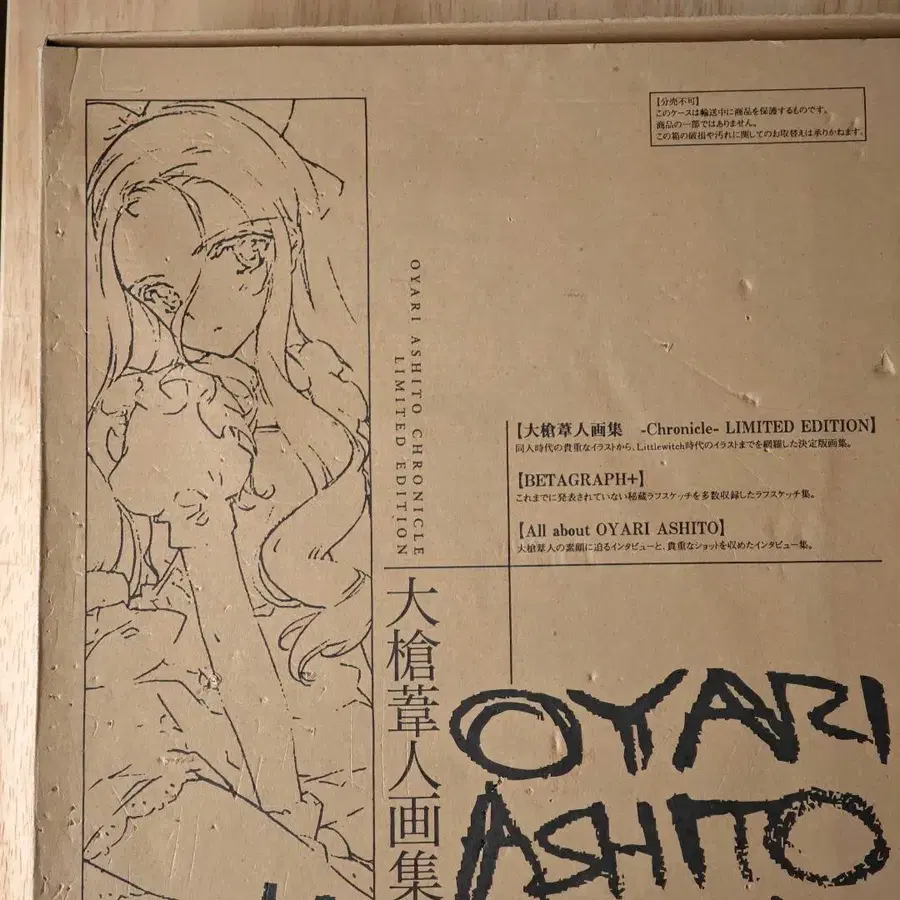 【分売不可】
このケースは輸送中に商品を保護するものです。
商品の一部ではありません。
この箱の破損や汚れに関してのお取替えは承りかねます。
OYARI ASHITO CHRONICLE
LIMITED EDITION
【大槍葦人画集　-Chronicle- LIMITED EDITION】
同人時代の貴重なイラストから、Littlewitch時代のイラストまでを網羅した決定版画集。
【BETAGRAPH+】
これまでに発表されていない秘蔵ラフスケッチを多数収録したラフスケッチ集。
【All about OYARI ASHITO】
大槍葦人の素顔に迫るインタビューと、貴重なショットを収めたインタビュー集。
大槍葦人画集
OYARI
ASHITO